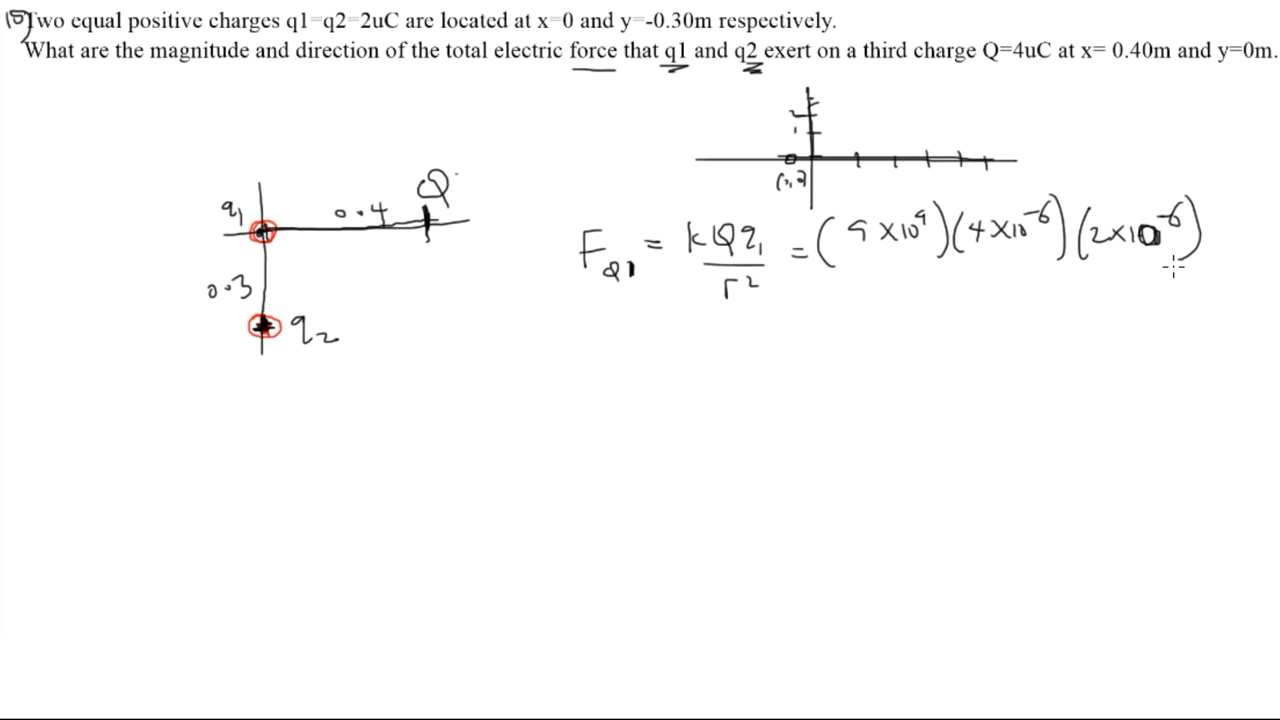 15) Two equal positive charges q1=q2=2uC are located at x=0 and y=-0.30m respectively.
What are the magnitude and direction of the total electric force that q1 and q2 exert on a third charge Q=4uC at x= 0.40m and y=0m.
q1 0.4 Q
0.3
q2
F_Q1 = kQq1 / r² = (9×10⁹)(4×10⁻⁶)(2×10⁻⁶)